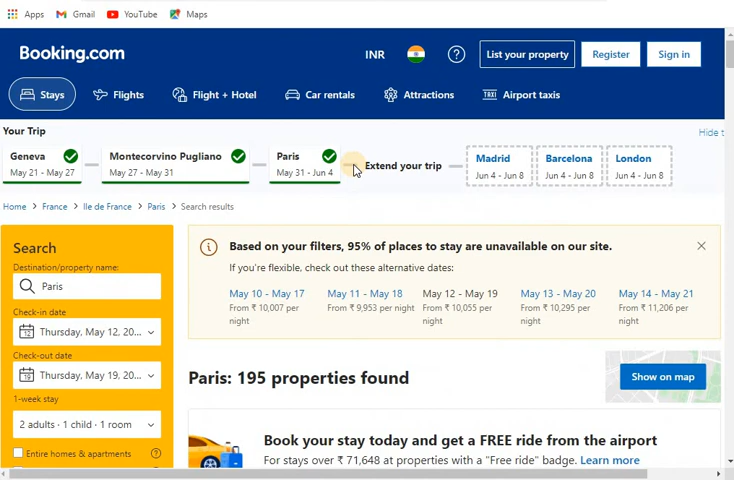 Apps Gmail YouTube Maps
Booking.com INR List your property Register Sign in
Stays Flights Flight + Hotel Car rentals Attractions Airport taxis
Your Trip Hide t
Geneva Montecorvino Pugliano Paris Extend your trip Madrid Barcelona London
May 21 - May 27 May 27 - May 31 May 31 - Jun 4 Jun 4 - Jun 8 Jun 4 - Jun 8 Jun 4 - Jun 8
Home > France > Ile de France > Paris > Search results
Search
Destination/property name:
Paris
Check-in date
Thursday, May 12, 20...
Check-out date
Thursday, May 19, 20...
1-week stay
2 adults · 1 child · 1 room
Entire homes & apartments
Based on your filters, 95% of places to stay are unavailable on our site.
If you're flexible, check out these alternative dates:
May 10 - May 17 May 11 - May 18 May 12 - May 19 May 13 - May 20 May 14 - May 21
From ₹ 10,007 per From ₹ 9,953 per night From ₹ 10,055 per From ₹ 10,295 per From ₹ 11,206 per
night night night night
Paris: 195 properties found
Show on map
Book your stay today and get a FREE ride from the airport
For stays over ₹ 71,648 at properties with a "Free ride" badge. Learn more